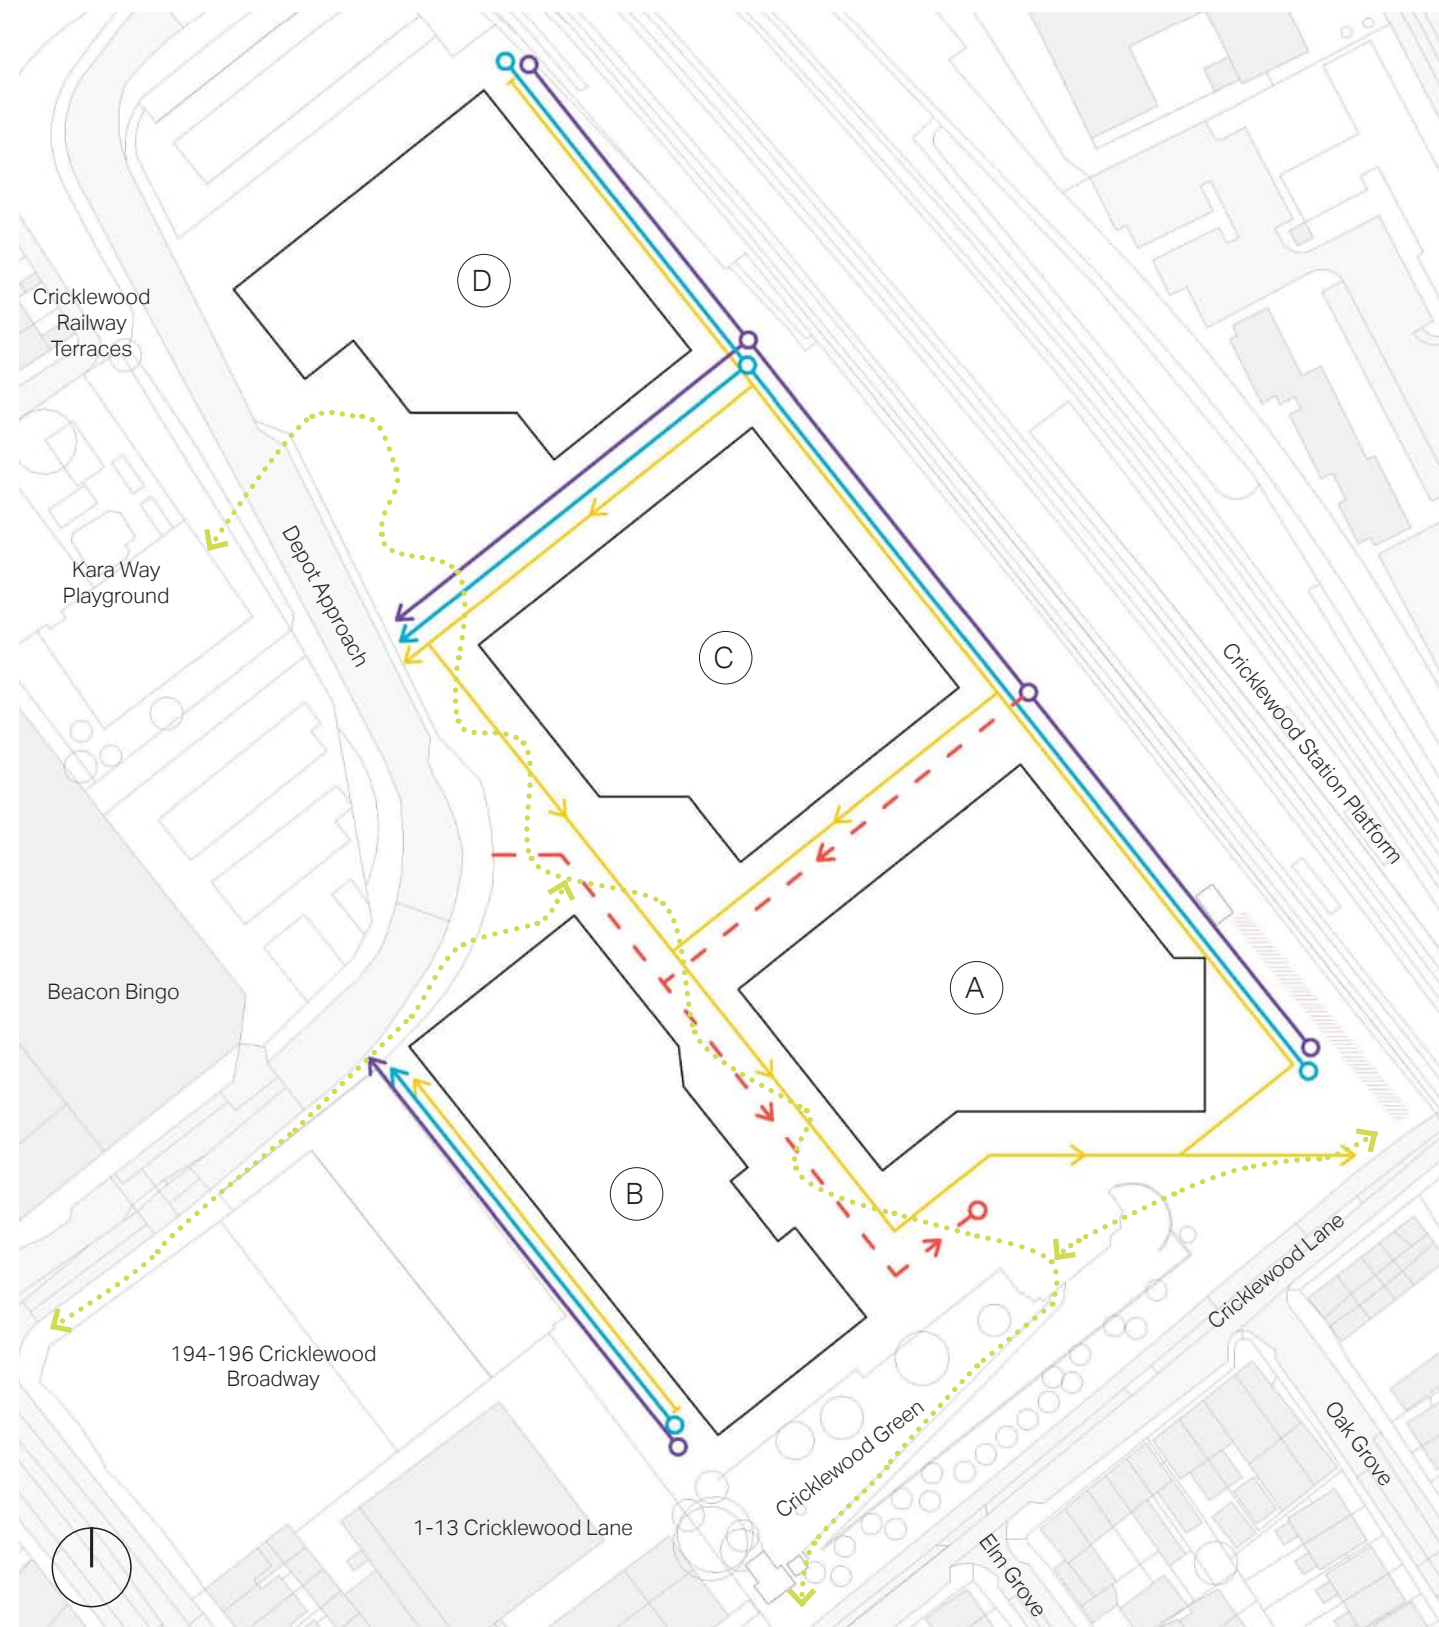 D
Cricklewood
Railway
Terraces
Kara Way
Playground
Depot Approach
C
Cricklewood Station Platform
A
Beacon Bingo
B
Cricklewood Lane
194-196 Cricklewood
Broadway
Cricklewood Green
Oak Grove
1-13 Cricklewood Lane
Elm Grove